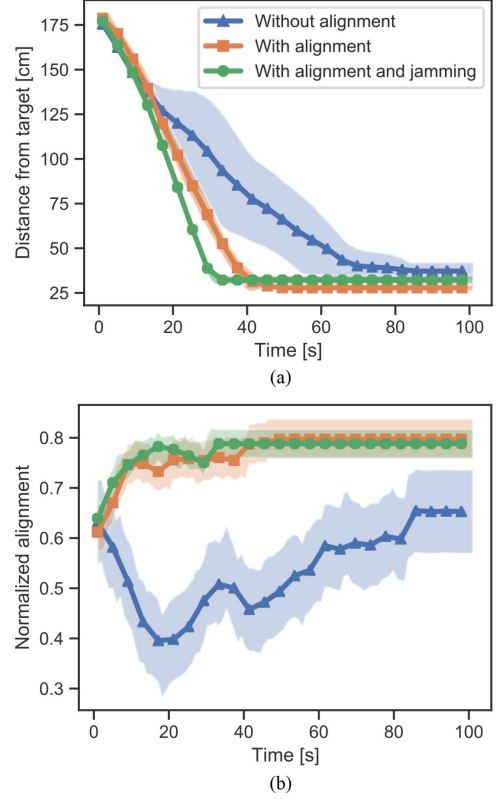 175
150
125
100
75
50
25
Distance from target [cm]
Without alignment
With alignment
With alignment and jamming
0 20 40 60 80 100
Time [s]
(a)
0.8
0.7
0.6
0.5
0.4
0.3
Normalized alignment
0 20 40 60 80 100
Time [s]
(b)